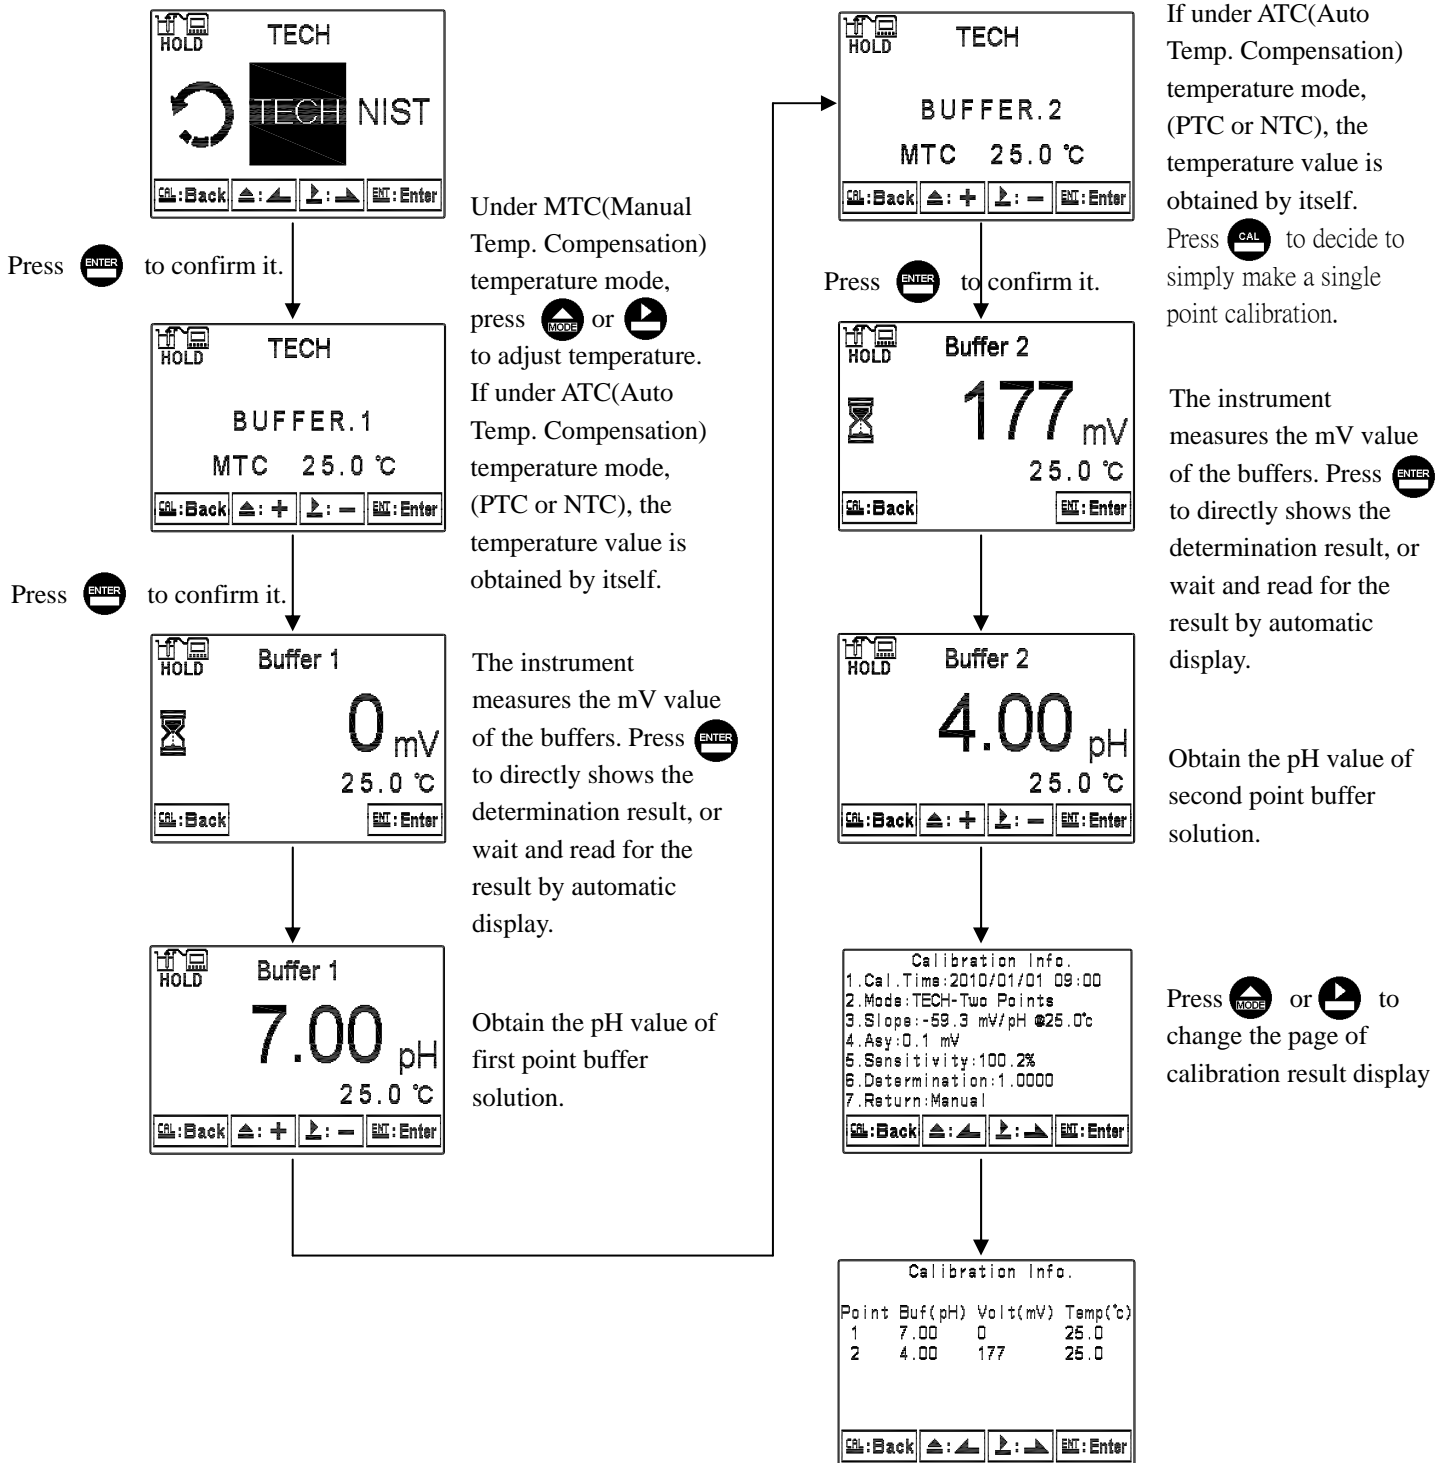 HOLD
TECH
TECH NIST
CAL:Back
ENT:Enter
Press ENTER to confirm it.
HOLD
TECH
BUFFER.1
MTC 25.0 ℃
CAL:Back : + : − ENT:Enter
Press ENTER to confirm it.
HOLD
Buffer 1
0 mV
25.0 ℃
CAL:Back ENT:Enter
HOLD
Buffer 1
7.00 pH
25.0 ℃
CAL:Back : + : − ENT:Enter
Under MTC(Manual
Temp. Compensation)
temperature mode,
press MODE or
to adjust temperature.
If under ATC(Auto
Temp. Compensation)
temperature mode,
(PTC or NTC), the
temperature value is
obtained by itself.
The instrument
measures the mV value
of the buffers. Press ENTER
to directly shows the
determination result, or
wait and read for the
result by automatic
display.
Obtain the pH value of
first point buffer
solution.
HOLD
TECH
BUFFER.2
MTC 25.0 ℃
CAL:Back : + : − ENT:Enter
Press ENTER to confirm it.
HOLD
Buffer 2
177 mV
25.0 ℃
CAL:Back ENT:Enter
HOLD
Buffer 2
4.00 pH
25.0 ℃
CAL:Back : + : − ENT:Enter
Calibration Info.
1.Cal.Time:2010/01/01 09:00
2.Mode:TECH-Two Points
3.Slope:-59.3 mV/pH @25.0℃
4.Asy:0.1 mV
5.Sensitivity:100.2%
6.Determination:1.0000
7.Return:Manual
CAL:Back ENT:Enter
Calibration Info.
Point Buf(pH) Volt(mV) Temp(℃)
1 7.00 0 25.0
2 4.00 177 25.0
CAL:Back ENT:Enter
If under ATC(Auto
Temp. Compensation)
temperature mode,
(PTC or NTC), the
temperature value is
obtained by itself.
Press CAL to decide to
simply make a single
point calibration.
The instrument
measures the mV value
of the buffers. Press ENTER
to directly shows the
determination result, or
wait and read for the
result by automatic
display.
Obtain the pH value of
second point buffer
solution.
Press MODE or to
change the page of
calibration result display